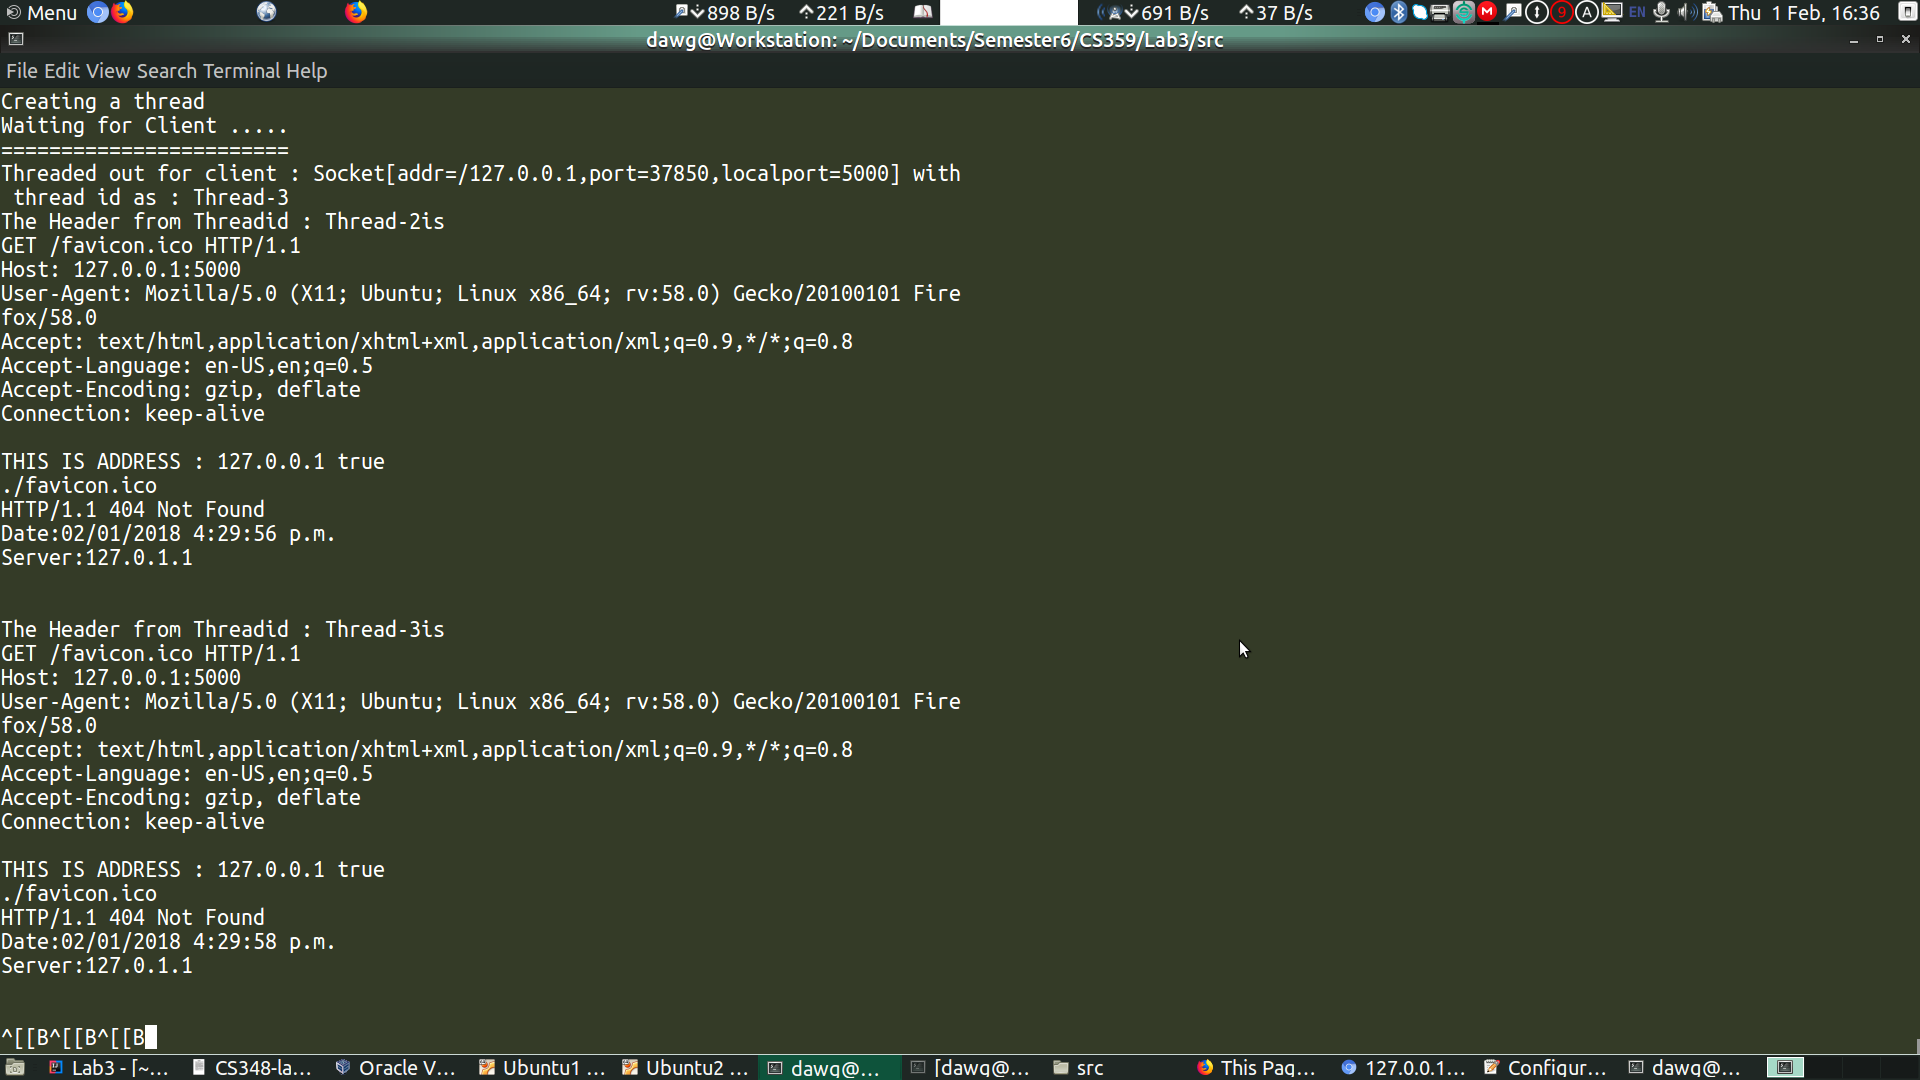 Menu 898 B/s 221 B/s 691 B/s 37 B/s M 9 A EN Thu 1 Feb, 16:36
dawg@Workstation: ~/Documents/Semester6/CS359/Lab3/src
File Edit View Search Terminal Help
Creating a thread
Waiting for Client .....
========================
Threaded out for client : Socket[addr=/127.0.0.1,port=37850,localport=5000] with
 thread id as : Thread-3
The Header from Threadid : Thread-2is
GET /favicon.ico HTTP/1.1
Host: 127.0.0.1:5000
User-Agent: Mozilla/5.0 (X11; Ubuntu; Linux x86_64; rv:58.0) Gecko/20100101 Fire
fox/58.0
Accept: text/html,application/xhtml+xml,application/xml;q=0.9,*/*;q=0.8
Accept-Language: en-US,en;q=0.5
Accept-Encoding: gzip, deflate
Connection: keep-alive
THIS IS ADDRESS : 127.0.0.1 true
./favicon.ico
HTTP/1.1 404 Not Found
Date:02/01/2018 4:29:56 p.m.
Server:127.0.1.1
The Header from Threadid : Thread-3is
GET /favicon.ico HTTP/1.1
Host: 127.0.0.1:5000
User-Agent: Mozilla/5.0 (X11; Ubuntu; Linux x86_64; rv:58.0) Gecko/20100101 Fire
fox/58.0
Accept: text/html,application/xhtml+xml,application/xml;q=0.9,*/*;q=0.8
Accept-Language: en-US,en;q=0.5
Accept-Encoding: gzip, deflate
Connection: keep-alive
THIS IS ADDRESS : 127.0.0.1 true
./favicon.ico
HTTP/1.1 404 Not Found
Date:02/01/2018 4:29:58 p.m.
Server:127.0.1.1
^[[B^[[B^[[B
Lab3 - [~... CS348-la... Oracle V... Ubuntu1 ... Ubuntu2 ... dawg@... [dawg@... src This Pag... 127.0.0.1... Configur... dawg@...